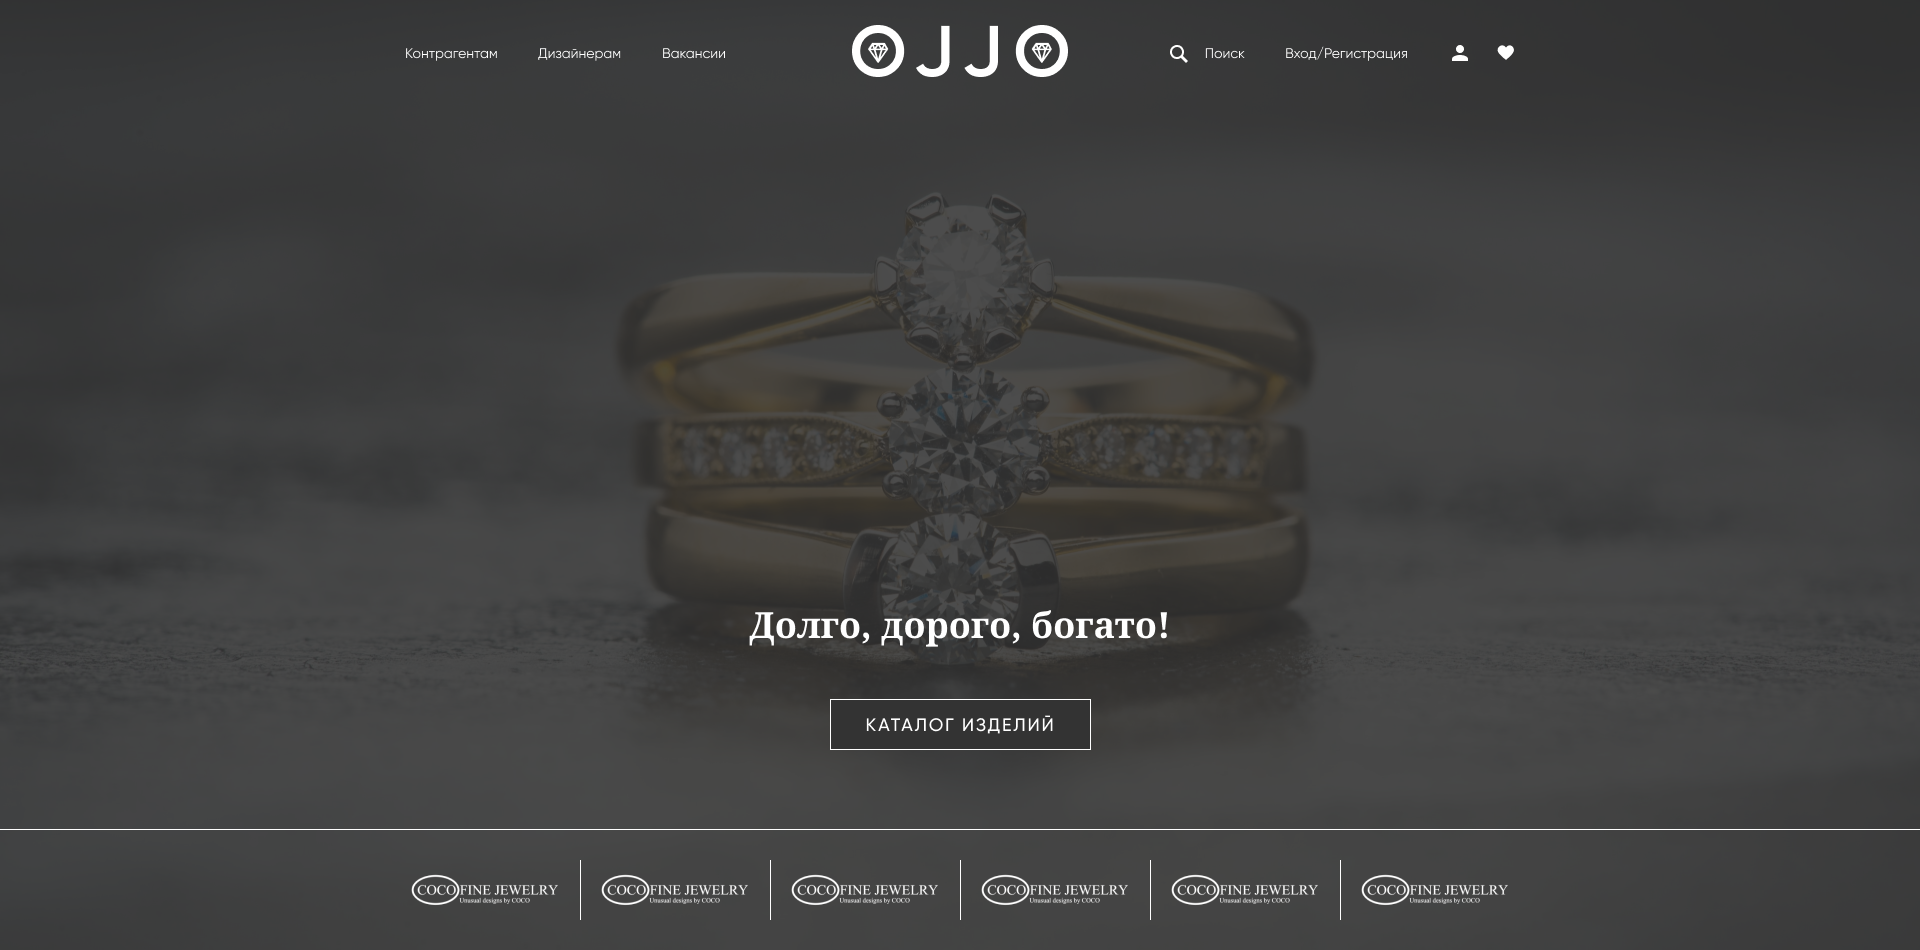 Контрагентам Дизайнерам Вакансии OJJO Поиск Вход/Регистрация
Долго, дорого, богато!
КАТАЛОГ ИЗДЕЛИЙ
COCO FINE JEWELRY COCO FINE JEWELRY COCO FINE JEWELRY COCO FINE JEWELRY COCO FINE JEWELRY COCO FINE JEWELRY
Unusual designs by COCO Unusual designs by COCO Unusual designs by COCO Unusual designs by COCO Unusual designs by COCO Unusual designs by COCO